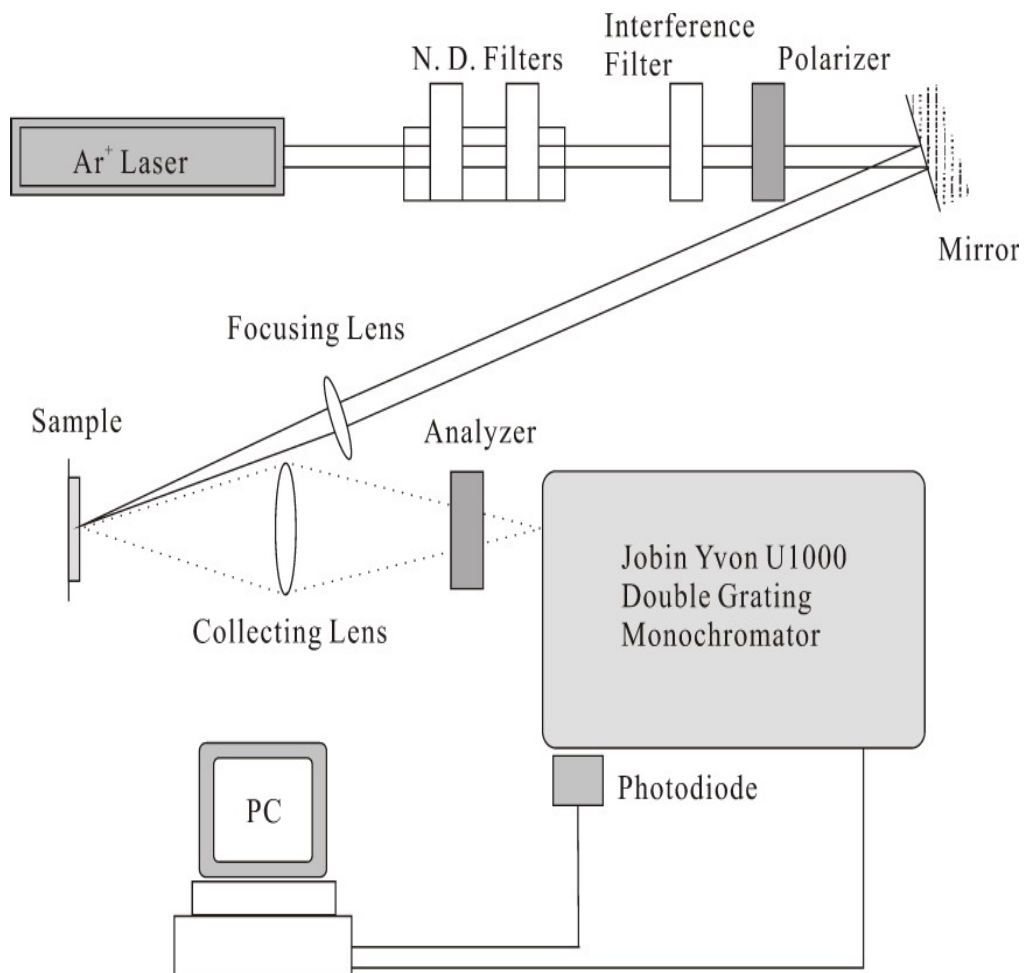 Interference
Filter
N. D. Filters
Polarizer
Ar+ Laser
Mirror
Focusing Lens
Sample
Analyzer
Jobin Yvon U1000
Double Grating
Monochromator
Collecting Lens
Photodiode
PC